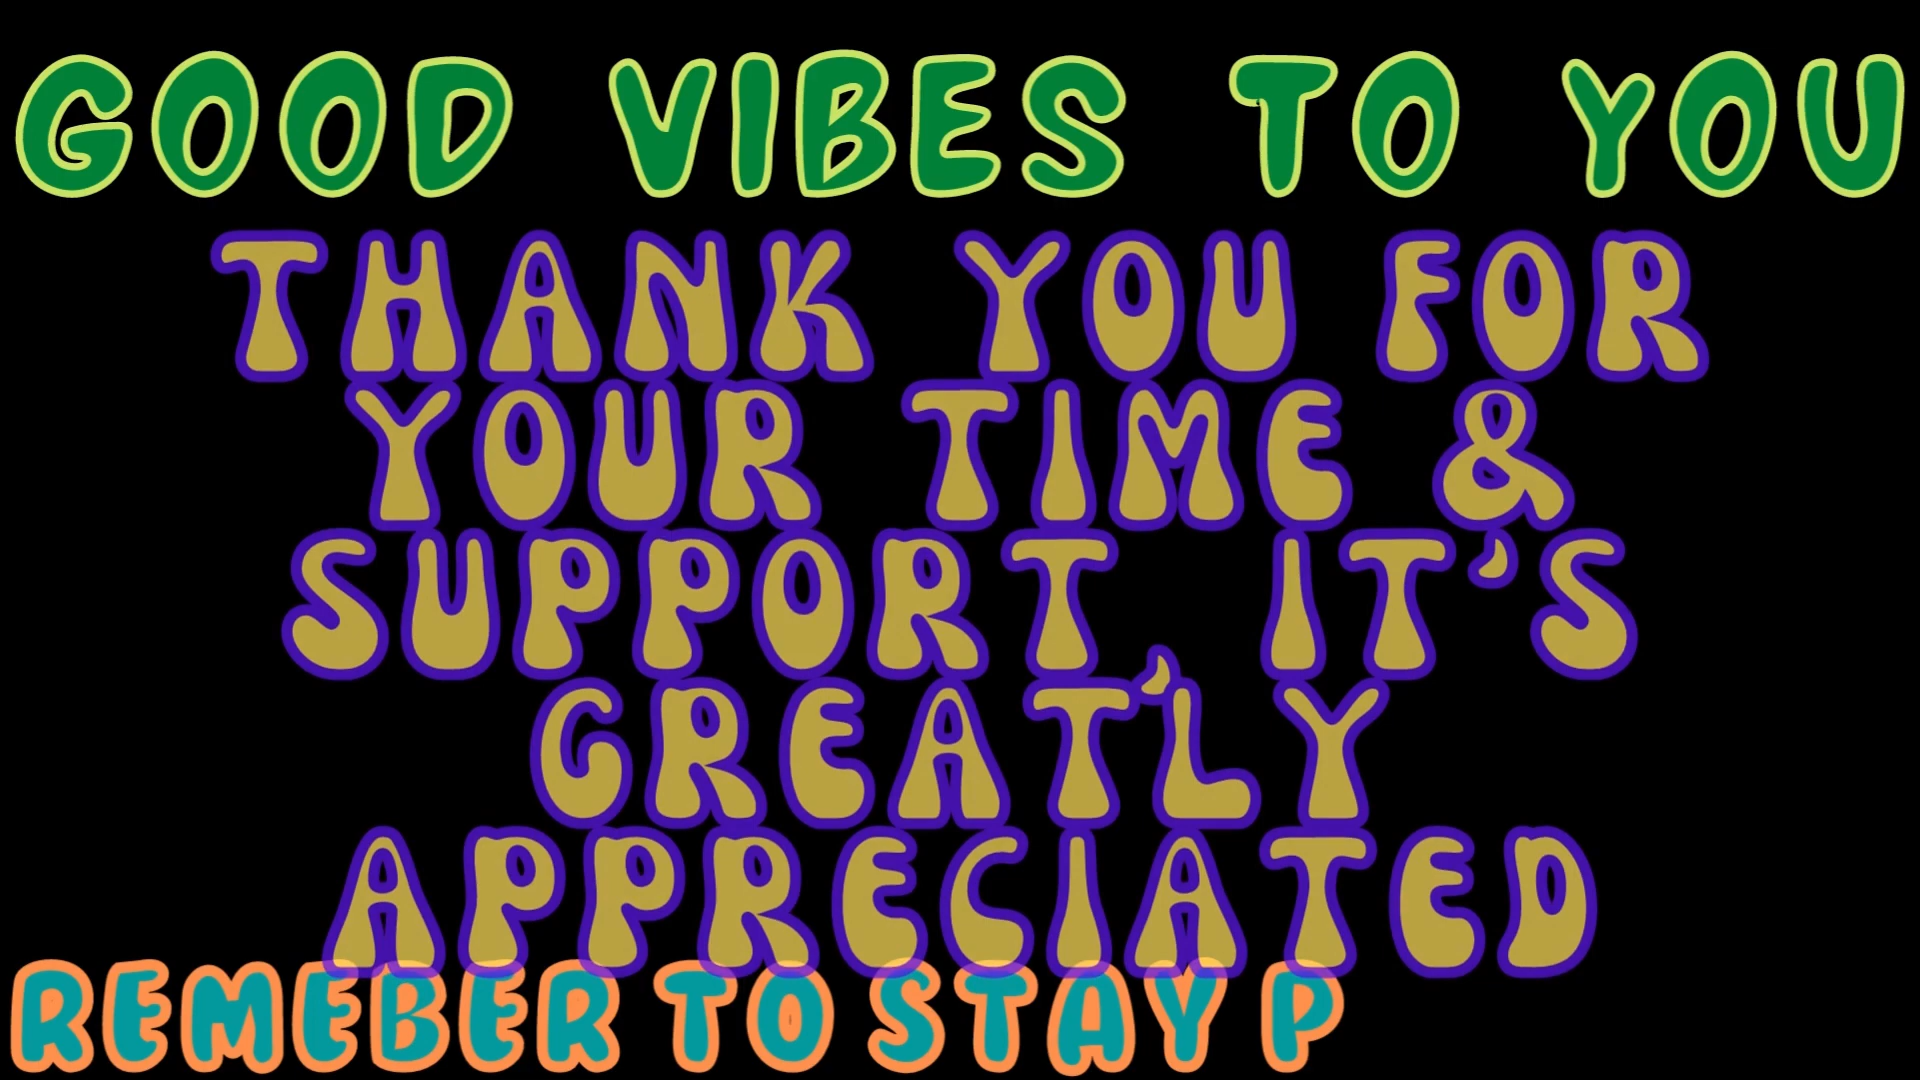 GOOD VIBES TO YOU
THANK YOU FOR
YOUR TIME &
SUPPORT, IT'S
GREATLY
APPRECIATED
REMEBER TO STAY P